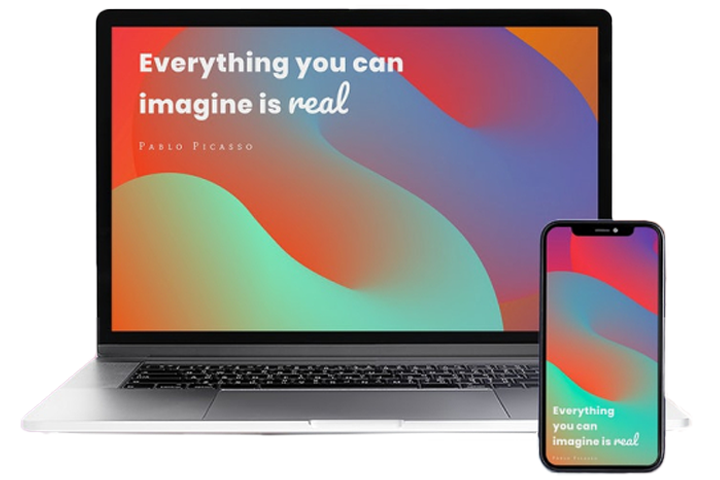 Everything you can
imagine is real
Pablo Picasso
Everything
you can
imagine is real
Pablo Picasso